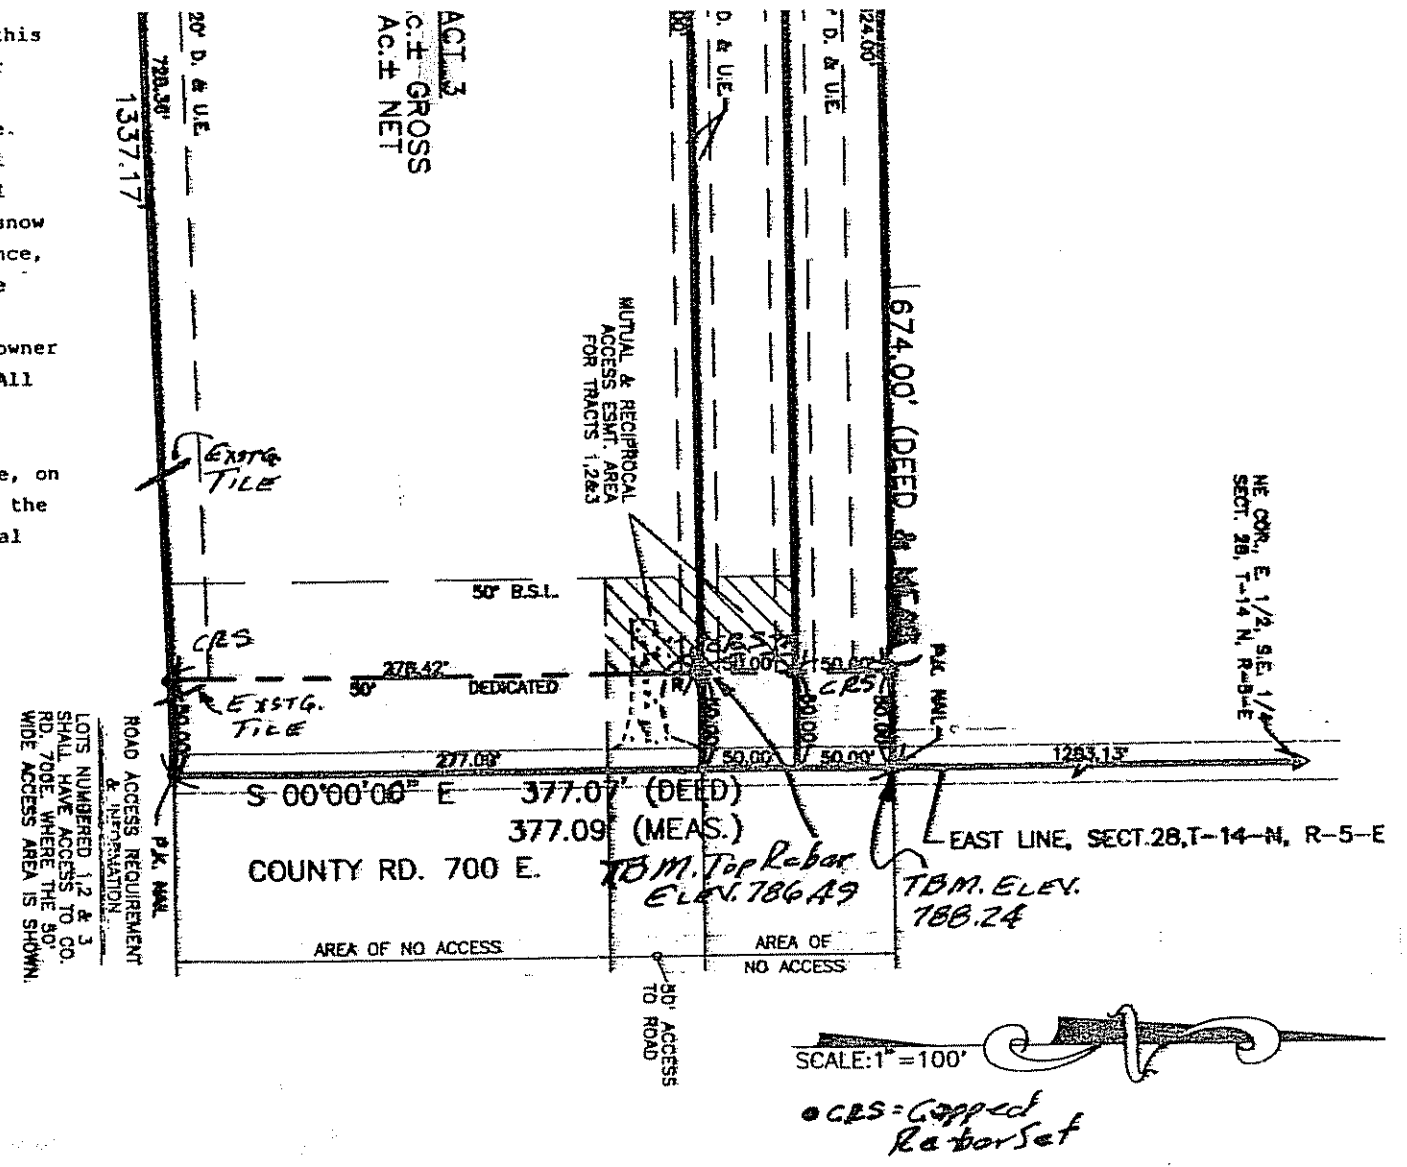 this
e.
t
snow
nce,
e
owner
All
e, on
the
al
20' D. & U.E.
728.36'
1337.17'
ACT 3
c.± GROSS
Ac.± NET
00'
D. & U.E.
' D. & U.E.
124.00'
674.00' (DEED & MEAS
MUTUAL & RECIPROCAL
ACCESS ESMT. AREA
FOR TRACTS 1,2&3
EXSTG.
TILE
NE COR., E. 1/2, S.E. 1/4
SECT. 28, T-14 N, R-5-E
50' B.S.L.
CRS
278.42'
50' DEDICATED
R/
50.00'
50.00'
CRS
P.K. NAIL
EXSTG.
TILE
50.00'
50.00'
50.00'
50.00'
277.09'
50.00'
50.00'
1283.13'
S 00°00'00" E 377.07' (DEED)
377.09 (MEAS.)
EAST LINE, SECT.28,T-14-N, R-5-E
COUNTY RD. 700 E.
TBM. Top Rebar
ELEV. 786.49
TBM. ELEV.
788.24
P.K. NAIL
ROAD ACCESS REQUIREMENT
& INFORMATION
LOTS NUMBERED 1,2 & 3
SHALL HAVE ACCESS TO CO.
RD. 700E. WHERE THE 50'
WIDE ACCESS AREA IS SHOWN.
AREA OF NO ACCESS
AREA OF
NO ACCESS
50' ACCESS
TO ROAD
SCALE:1"=100'
CRS = Capped
Rebar Set